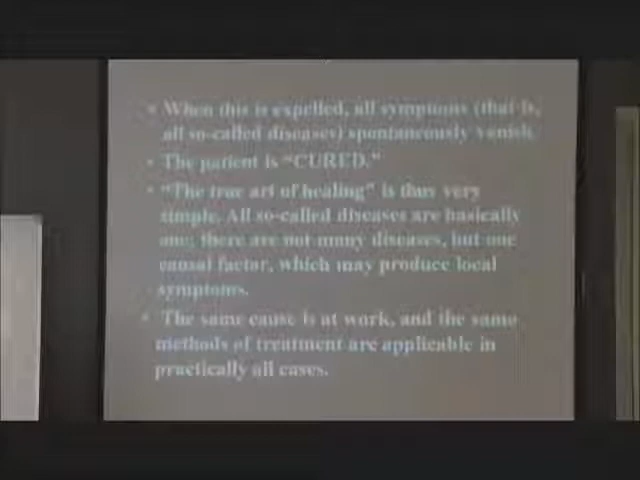 • When this is expelled, all symptoms (that is,
all so-called diseases) spontaneously vanish.
• The patient is “CURED.”
• “The true art of healing” is thus very
simple. All so-called diseases are basically
one; there are not many diseases, but one
causal factor, which may produce local
symptoms.
• The same cause is at work, and the same
methods of treatment are applicable in
practically all cases.